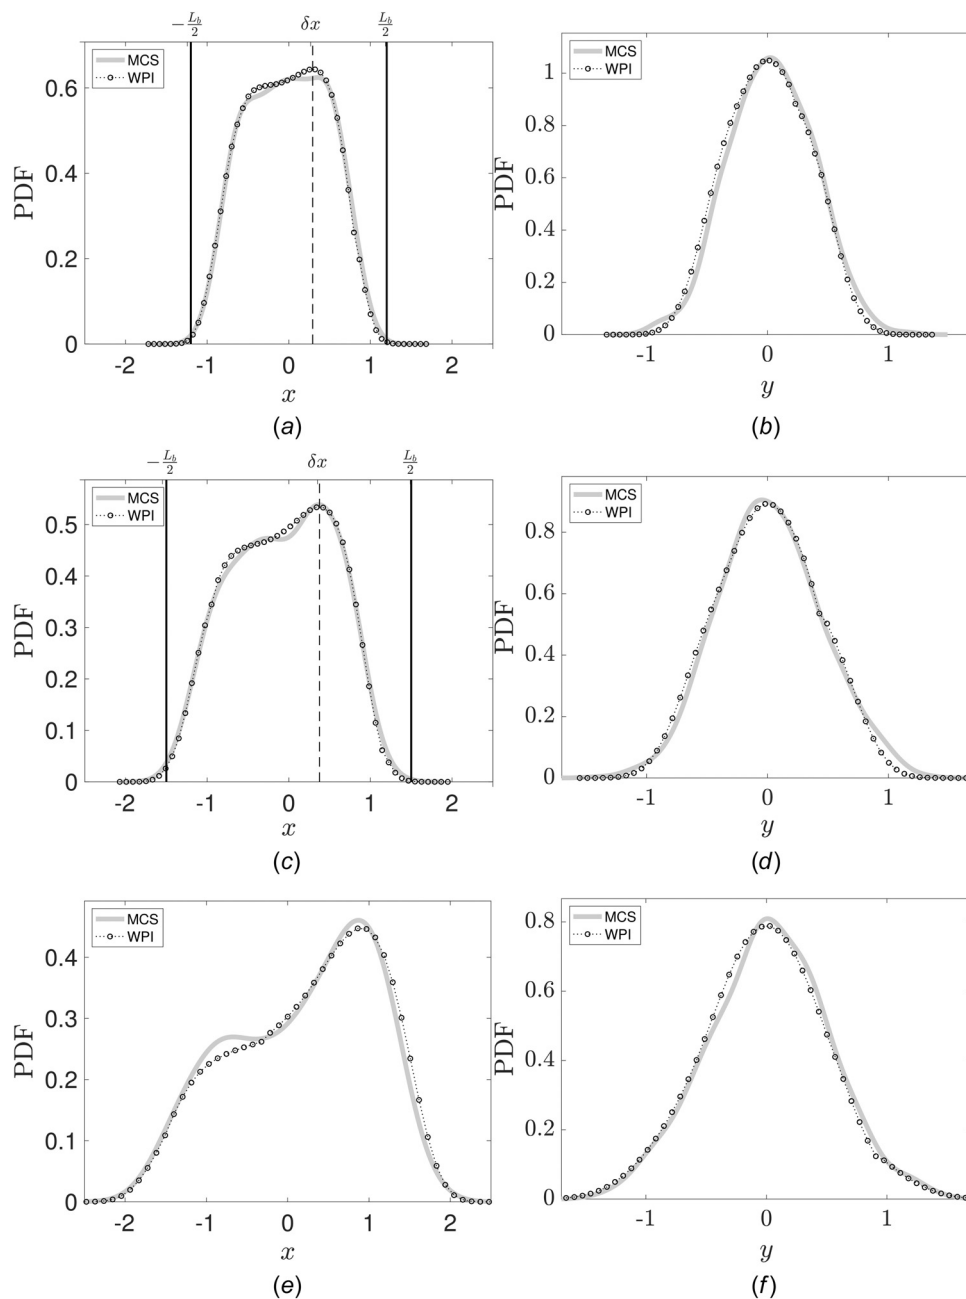 −L_b/2 δx L_b/2
MCS
WPI
PDF
0.6
0.4
0.2
0
-2 -1 0 1 2
x
(a)
MCS
WPI
PDF
1
0.8
0.6
0.4
0.2
0
-1 0 1
y
(b)
−L_b/2 δx L_b/2
MCS
WPI
PDF
0.5
0.4
0.3
0.2
0.1
0
-2 -1 0 1 2
x
(c)
MCS
WPI
PDF
0.8
0.6
0.4
0.2
0
-1 0 1
y
(d)
MCS
WPI
PDF
0.4
0.3
0.2
0.1
0
-2 -1 0 1 2
x
(e)
MCS
WPI
PDF
0.8
0.6
0.4
0.2
0
-1 0 1
y
(f)